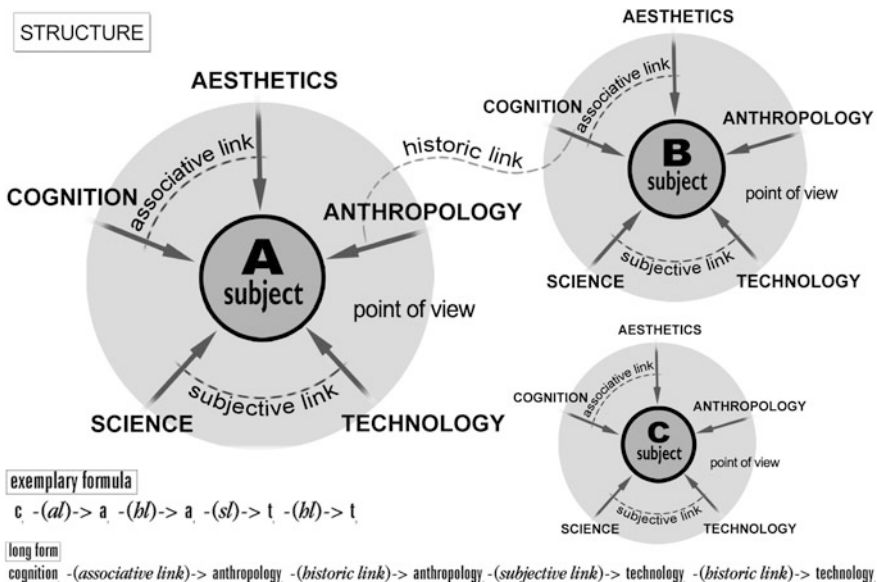 STRUCTURE
AESTHETICS
COGNITION
associative link
ANTHROPOLOGY
A
subject
point of view
SCIENCE
subjective link
TECHNOLOGY
historic link
AESTHETICS
COGNITION
associative link
ANTHROPOLOGY
B
subject
point of view
SCIENCE
subjective link
TECHNOLOGY
AESTHETICS
COGNITION
associative link
ANTHROPOLOGY
C
subject
point of view
SCIENCE
subjective link
TECHNOLOGY
exemplary formula
c -(al)-> a -(hl)-> a -(sl)-> t -(hl)-> t
long form
cognition -(associative link)-> anthropology -(historic link)-> anthropology -(subjective link)-> technology -(historic link)-> technology